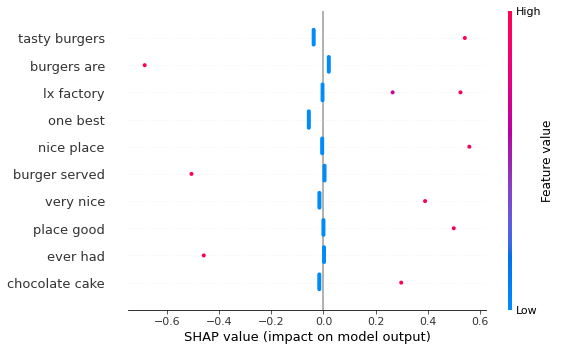 High
tasty burgers
burgers are
lx factory
one best
nice place
burger served
very nice
place good
ever had
chocolate cake
Feature value
Low
−0.6 −0.4 −0.2 0.0 0.2 0.4 0.6
SHAP value (impact on model output)